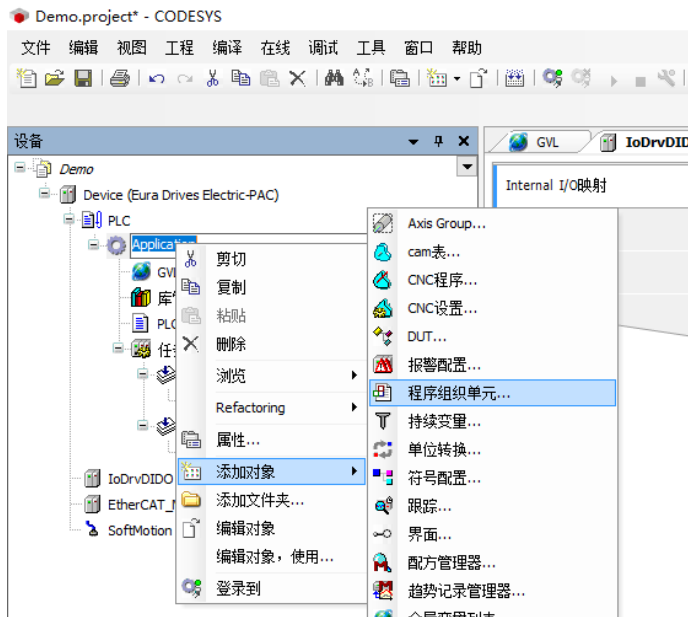 Demo.project* - CODESYS
文件 编辑 视图 工程 编译 在线 调试 工具 窗口 帮助
设备
GVL
Internal I/O映射
Demo
Device (Eura Drives Electric-PAC)
PLC
Application
GVL
PLC
IoDrvDIDO
SoftMotion
剪切
复制
粘贴
删除
浏览
Refactoring
属性...
添加对象
添加文件夹...
编辑对象
编辑对象，使用...
登录到
Axis Group...
cam表...
CNC程序...
CNC设置...
DUT...
报警配置...
程序组织单元...
持续变量...
单位转换...
符号配置...
跟踪...
界面...
配方管理器...
趋势记录管理器...